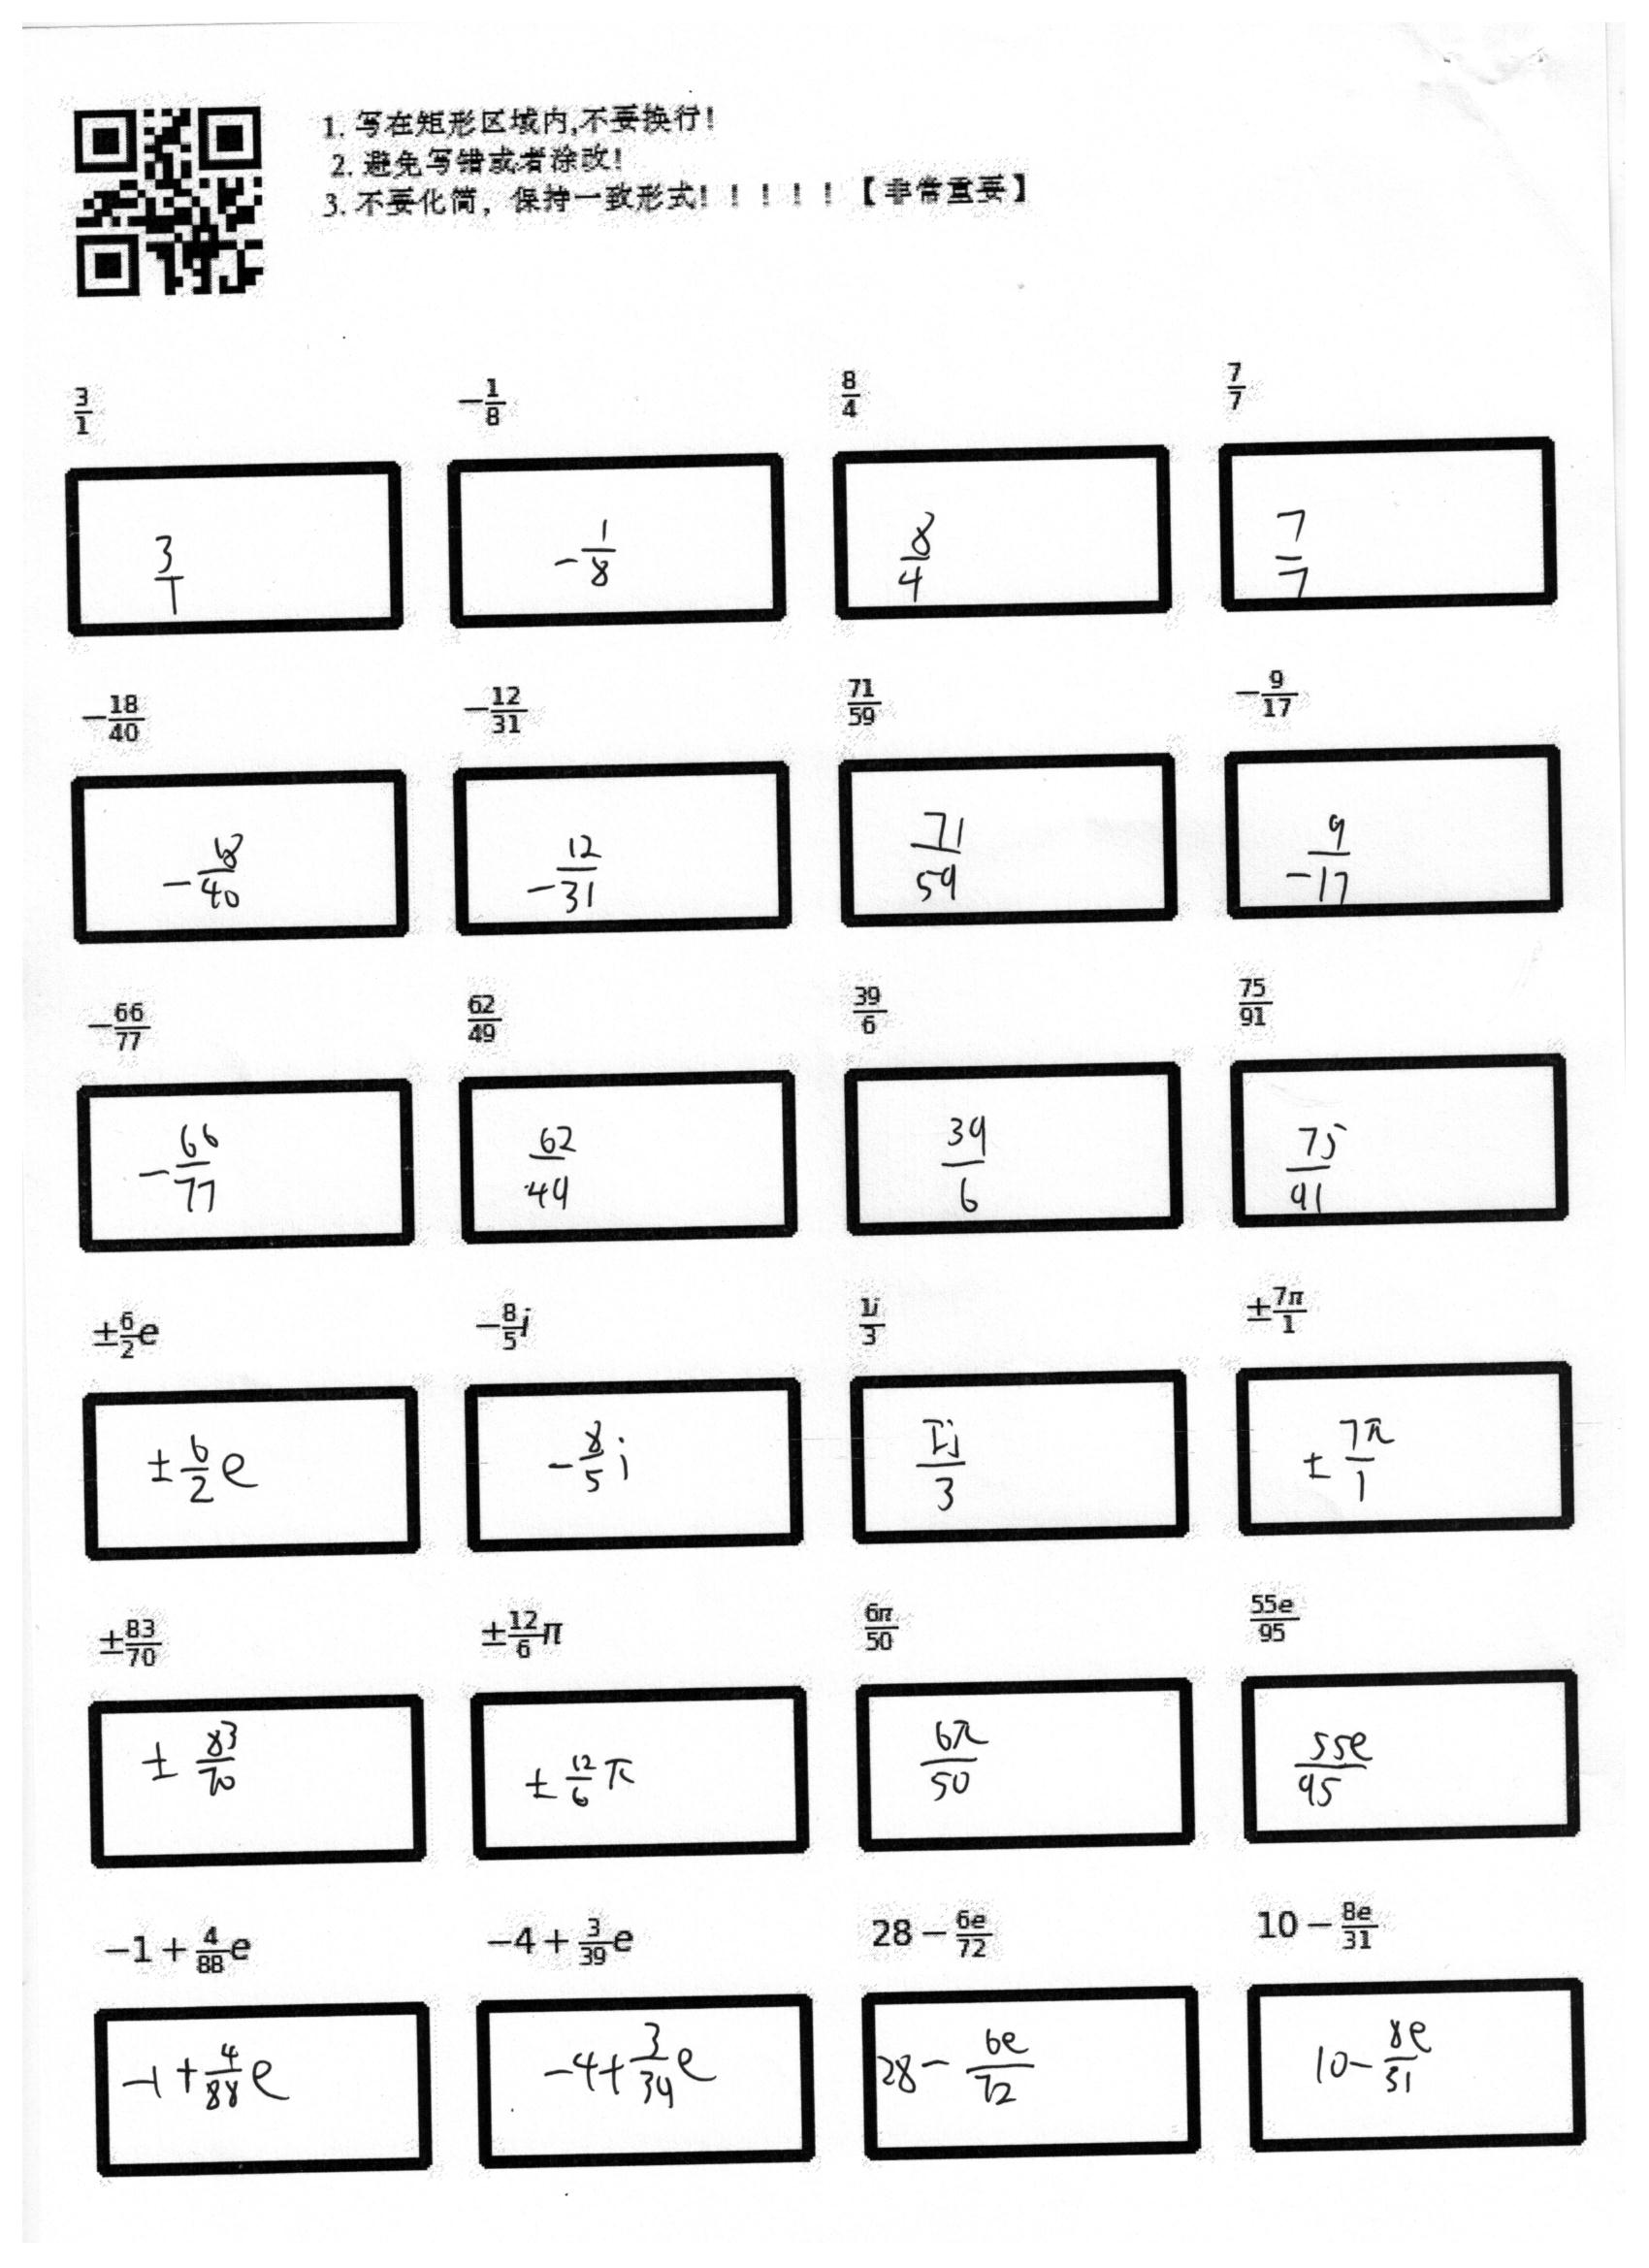 1. 写在矩形区域内,不要换行!
2. 避免写错或者涂改!
3. 不要化简，保持一致形式! ! ! ! ! 【非常重要】
3/1 -1/8 8/4 7/7
3/1 -1/8 8/4 7/7
-18/40 -12/31 71/59 -9/17
-18/40 -12/31 71/59 9/-17
-66/77 62/49 39/6 75/91
-66/77 62/49 39/6 75/91
±6/2e -8/5i 1i/3 ±7π/1
±6/2e -8/5i 1i/3 ±7π/1
±83/70 ±12/6π 6π/50 55e/95
±83/70 ±12/6π 6π/50 55e/95
-1+4/88e -4+3/39e 28-6e/72 10-8e/31
-1+4/88e -4+3/39e 28-6e/72 10-8e/31